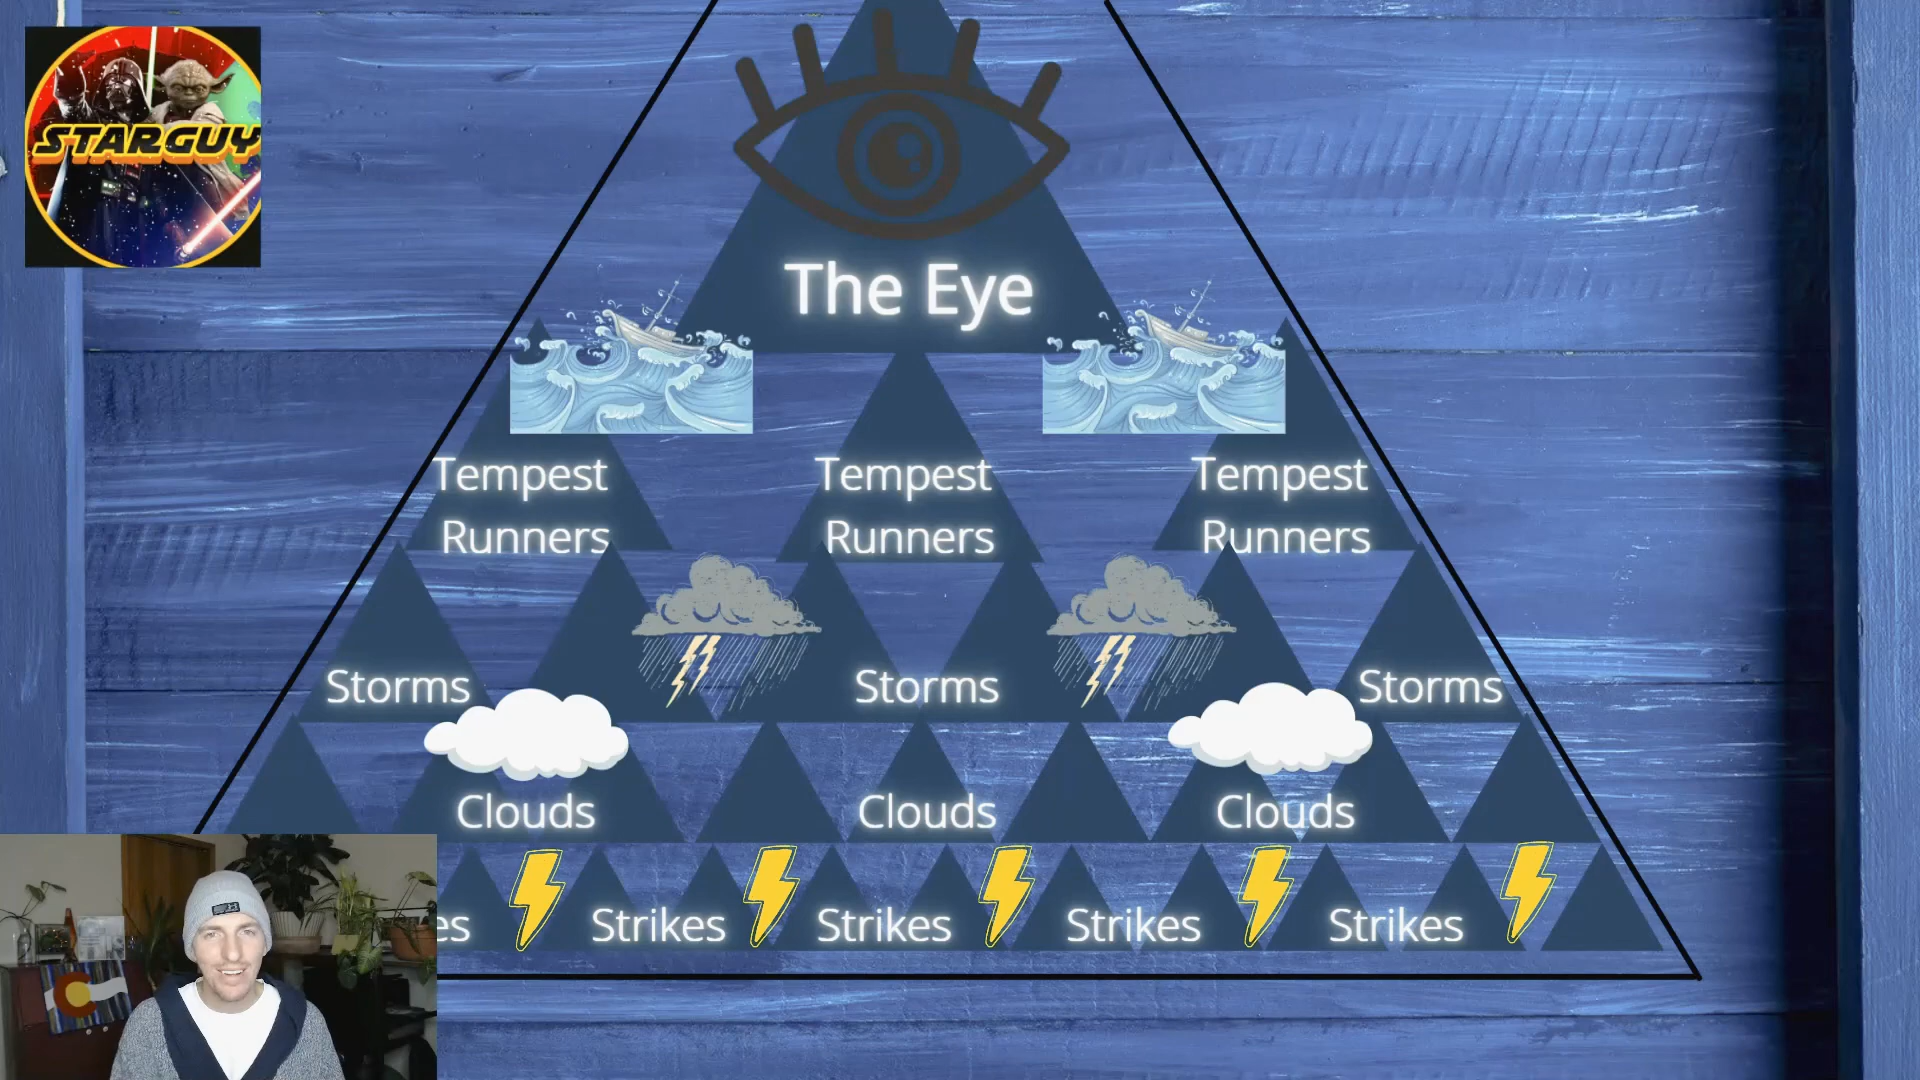 STARGUY
The Eye
Tempest
Runners
Tempest
Runners
Tempest
Runners
Storms
Storms
Storms
Clouds
Clouds
Clouds
es
Strikes
Strikes
Strikes
Strikes